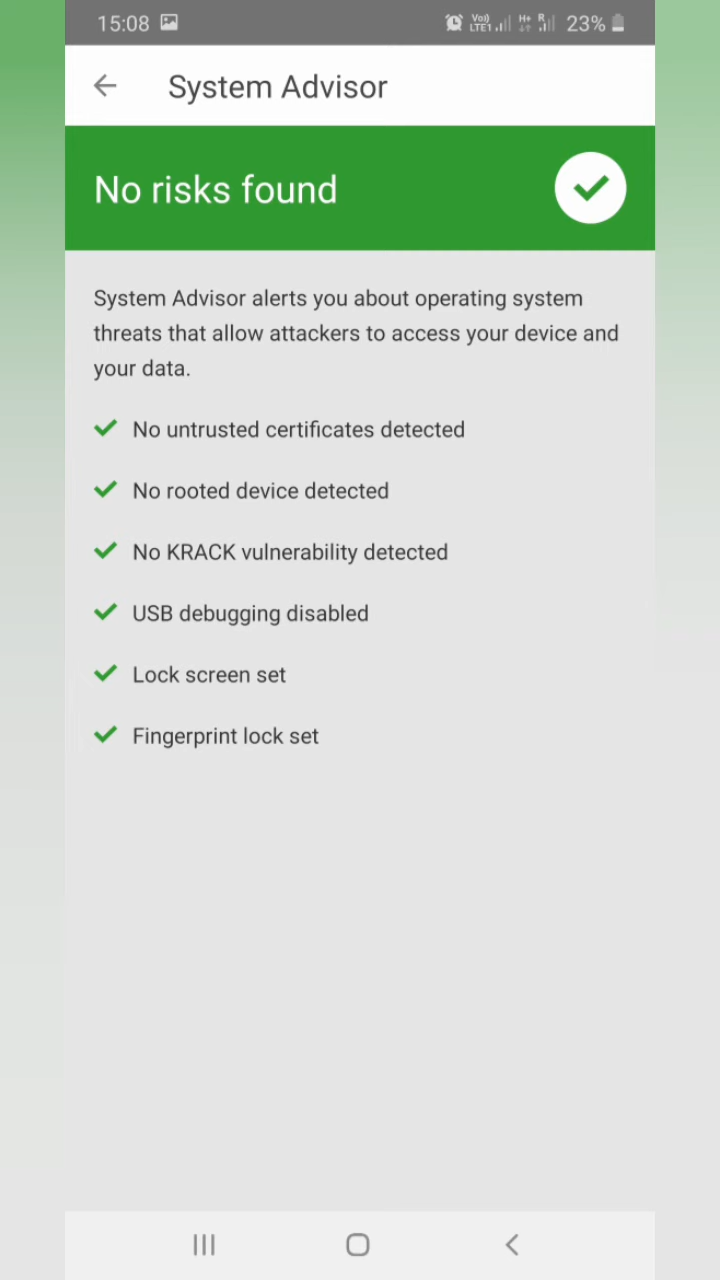 15:08 Vo) LTE1 H+ R 23%
System Advisor
No risks found
System Advisor alerts you about operating system
threats that allow attackers to access your device and
your data.
No untrusted certificates detected
No rooted device detected
No KRACK vulnerability detected
USB debugging disabled
Lock screen set
Fingerprint lock set